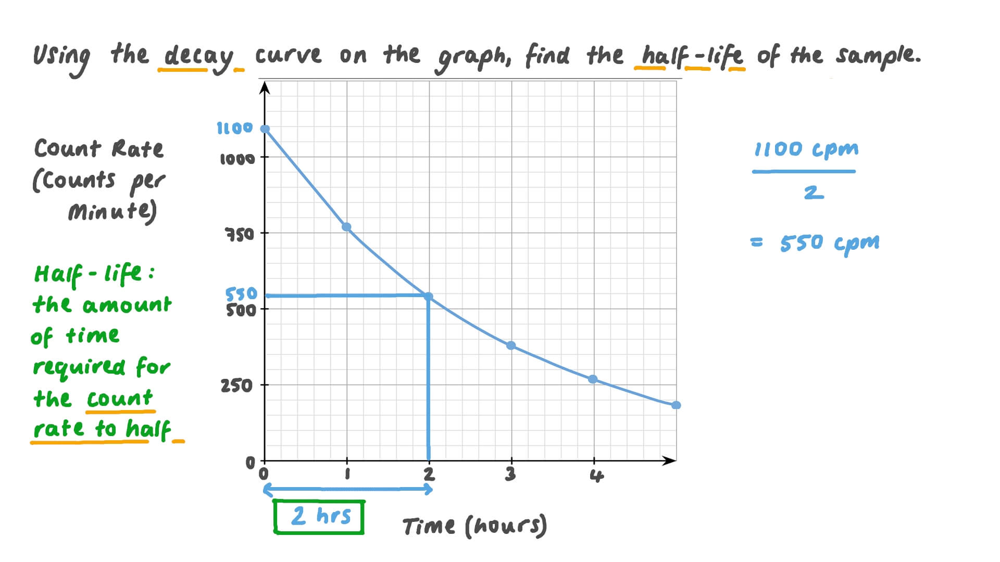 Using the decay curve on the graph, find the half-life of the sample.
Count Rate
(Counts per
Minute)
Half-life:
the amount
of time
required for
the count
rate to half
1100
1000
750
550
500
250
0
0 1 2 3 4
2 hrs
Time (hours)
1100 cpm
2
= 550 cpm